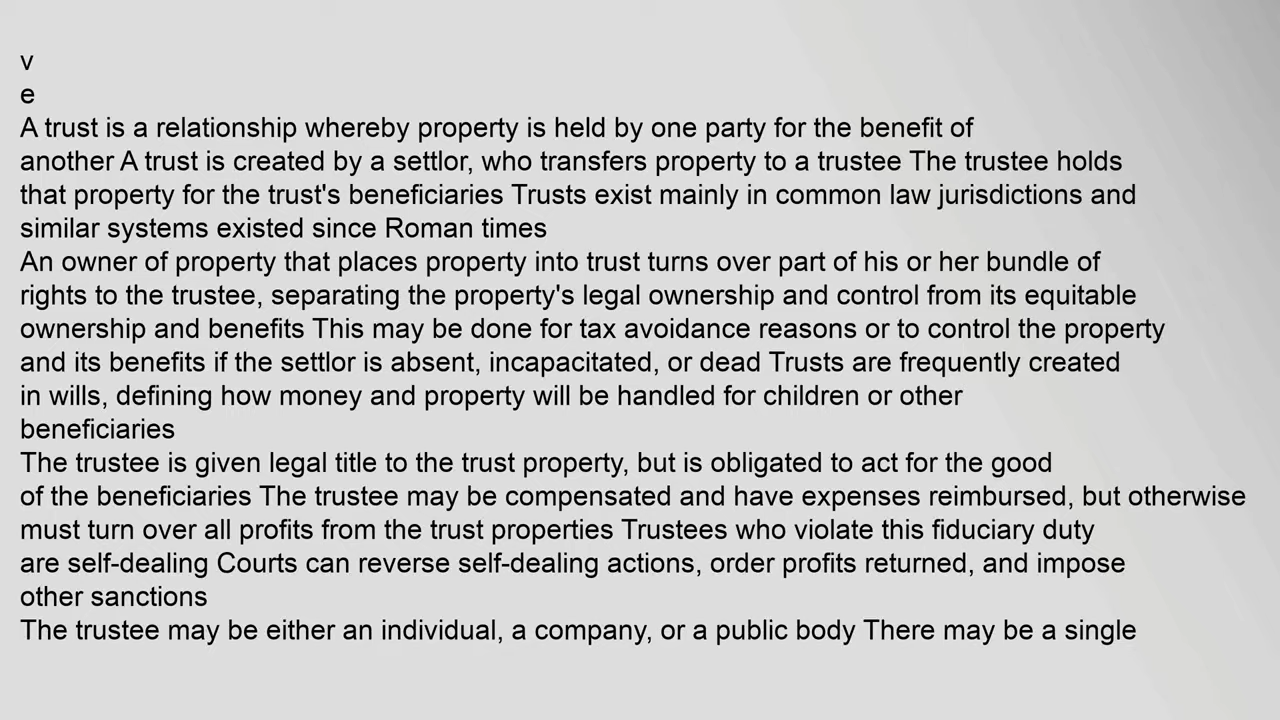 v
e
A trust is a relationship whereby property is held by one party for the benefit of
another A trust is created by a settlor, who transfers property to a trustee The trustee holds
that property for the trust's beneficiaries Trusts exist mainly in common law jurisdictions and
similar systems existed since Roman times
An owner of property that places property into trust turns over part of his or her bundle of
rights to the trustee, separating the property's legal ownership and control from its equitable
ownership and benefits This may be done for tax avoidance reasons or to control the property
and its benefits if the settlor is absent, incapacitated, or dead Trusts are frequently created
in wills, defining how money and property will be handled for children or other
beneficiaries
The trustee is given legal title to the trust property, but is obligated to act for the good
of the beneficiaries The trustee may be compensated and have expenses reimbursed, but otherwise
must turn over all profits from the trust properties Trustees who violate this fiduciary duty
are self-dealing Courts can reverse self-dealing actions, order profits returned, and impose
other sanctions
The trustee may be either an individual, a company, or a public body There may be a single